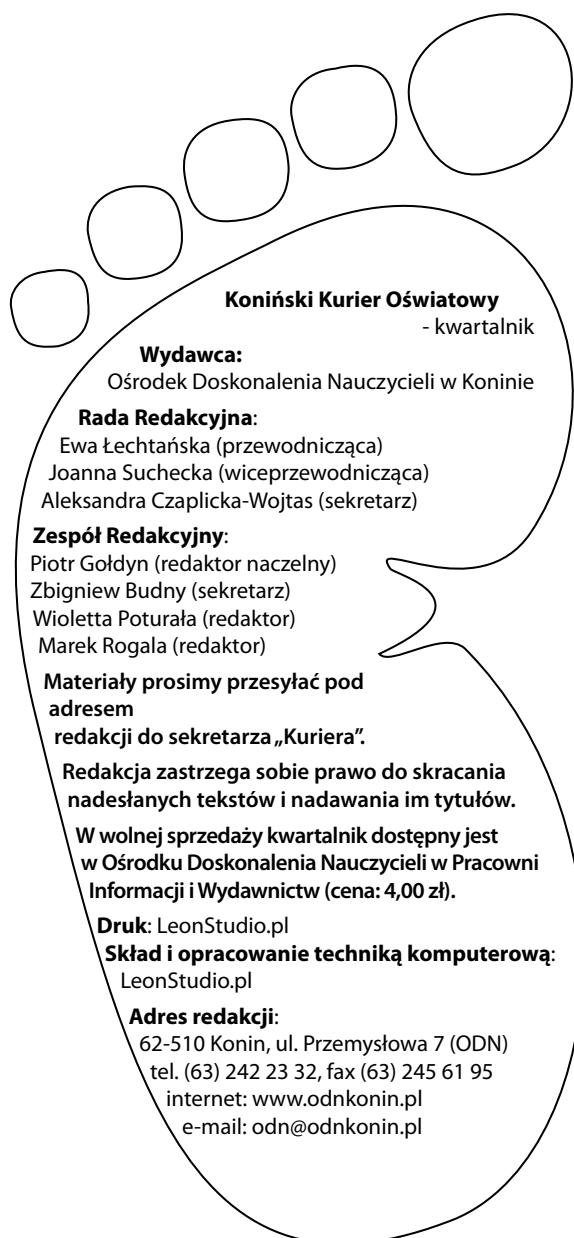 Koniński Kurier Oświatowy
- kwartalnik
Wydawca:
Ośrodek Doskonalenia Nauczycieli w Koninie
Rada Redakcyjna:
Ewa Łechtańska (przewodnicząca)
Joanna Suchecka (wiceprzewodnicząca)
Aleksandra Czaplicka-Wojtas (sekretarz)
Zespół Redakcyjny:
Piotr Gołdyn (redaktor naczelny)
Zbigniew Budny (sekretarz)
Wioletta Poturała (redaktor)
Marek Rogala (redaktor)
Materiały prosimy przesyłać pod
adresem
redakcji do sekretarza „Kuriera”.
Redakcja zastrzega sobie prawo do skracania
nadesłanych tekstów i nadawania im tytułów.
W wolnej sprzedaży kwartalnik dostępny jest
w Ośrodku Doskonalenia Nauczycieli w Pracowni
Informacji i Wydawnictw (cena: 4,00 zł).
Druk: LeonStudio.pl
Skład i opracowanie techniką komputerową:
LeonStudio.pl
Adres redakcji:
62-510 Konin, ul. Przemysłowa 7 (ODN)
tel. (63) 242 23 32, fax (63) 245 61 95
internet: www.odnkonin.pl
e-mail: odn@odnkonin.pl